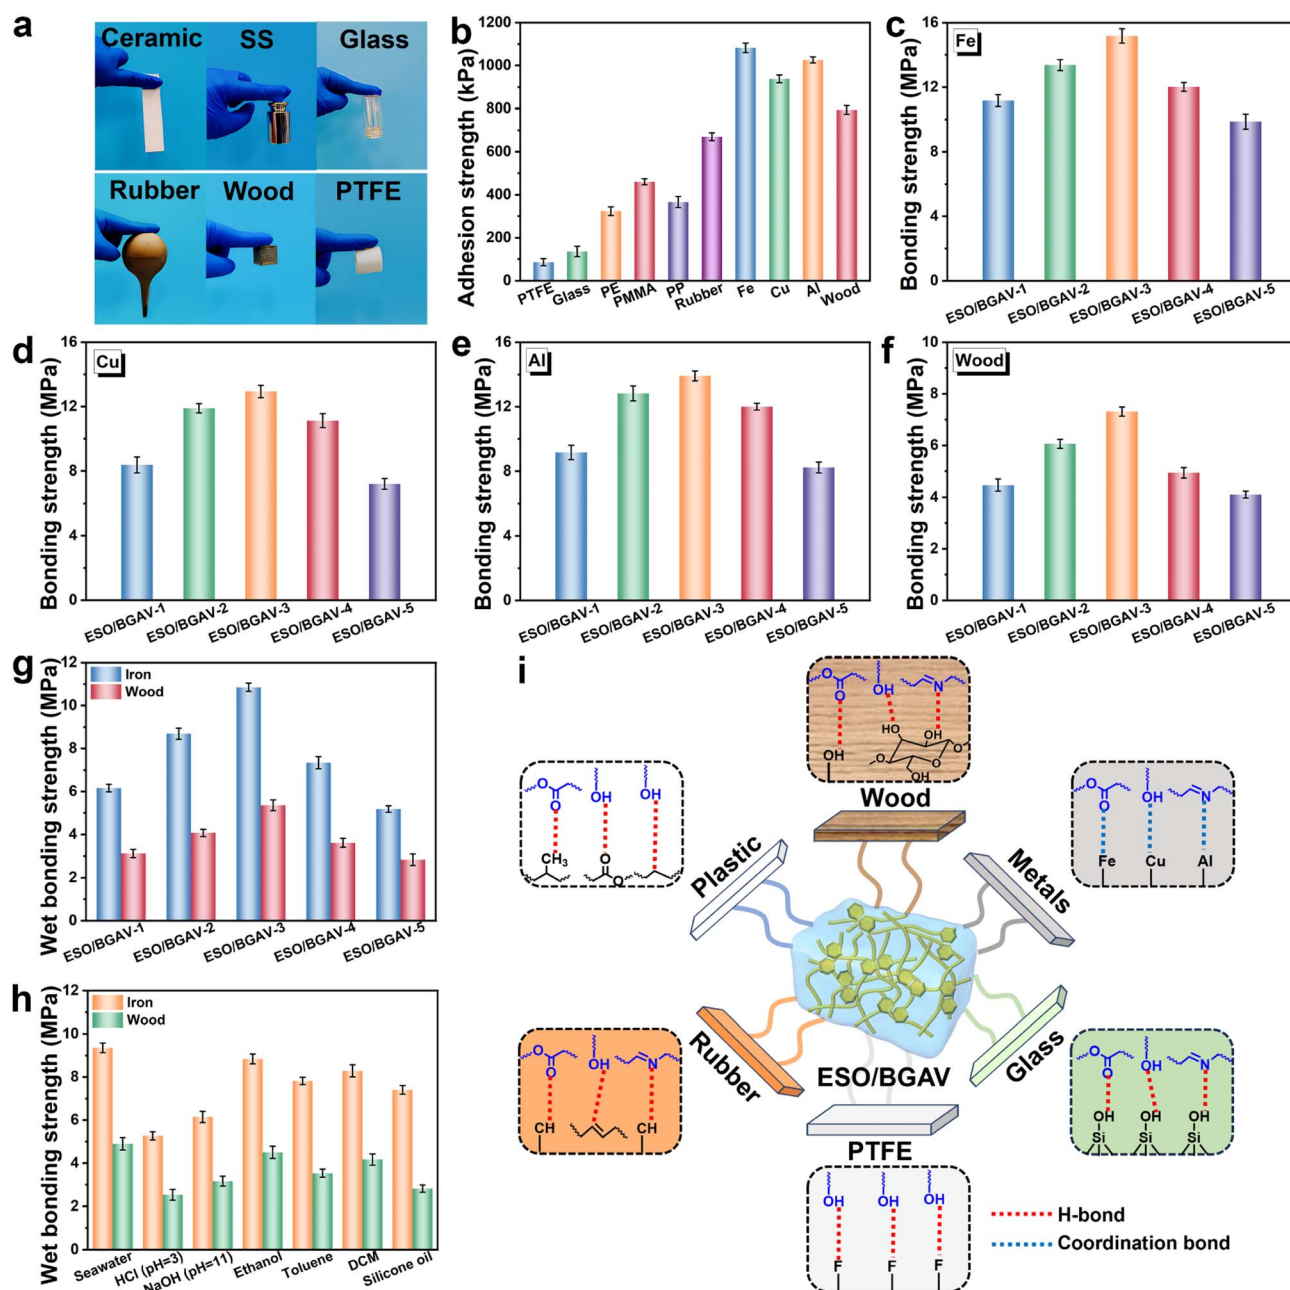 a
Ceramic
SS
Glass
Rubber
Wood
PTFE
b
Adhesion strength (kPa)
1200
1000
800
600
400
200
0
PTFE
Glass
PE
PMMA
PP
Rubber
Fe
Cu
Al
Wood
c
Fe
Bonding strength (MPa)
16
12
8
4
0
ESO/BGAV-1
ESO/BGAV-2
ESO/BGAV-3
ESO/BGAV-4
ESO/BGAV-5
d
Cu
Bonding strength (MPa)
16
12
8
4
0
ESO/BGAV-1
ESO/BGAV-2
ESO/BGAV-3
ESO/BGAV-4
ESO/BGAV-5
e
Al
Bonding strength (MPa)
16
12
8
4
0
ESO/BGAV-1
ESO/BGAV-2
ESO/BGAV-3
ESO/BGAV-4
ESO/BGAV-5
f
Wood
Bonding strength (MPa)
10
8
6
4
2
0
ESO/BGAV-1
ESO/BGAV-2
ESO/BGAV-3
ESO/BGAV-4
ESO/BGAV-5
g
Iron
Wood
Wet bonding strength (MPa)
12
10
8
6
4
2
0
ESO/BGAV-1
ESO/BGAV-2
ESO/BGAV-3
ESO/BGAV-4
ESO/BGAV-5
h
Iron
Wood
Wet bonding strength (MPa)
12
10
8
6
4
2
0
Seawater
HCl (pH=3)
NaOH (pH=11)
Ethanol
Toluene
DCM
Silicone oil
i
O
O
OH
N
OH
HO
OH
O
O
O
OH
Wood
O
O
OH
OH
CH3
O
O
Plastic
O
O
OH
N
Fe
Cu
Al
Metals
O
O
OH
N
CH
CH
Rubber
O
O
OH
N
OH
OH
OH
Si
Si
Si
Glass
ESO/BGAV
PTFE
OH
OH
OH
F
F
F
H-bond
Coordination bond